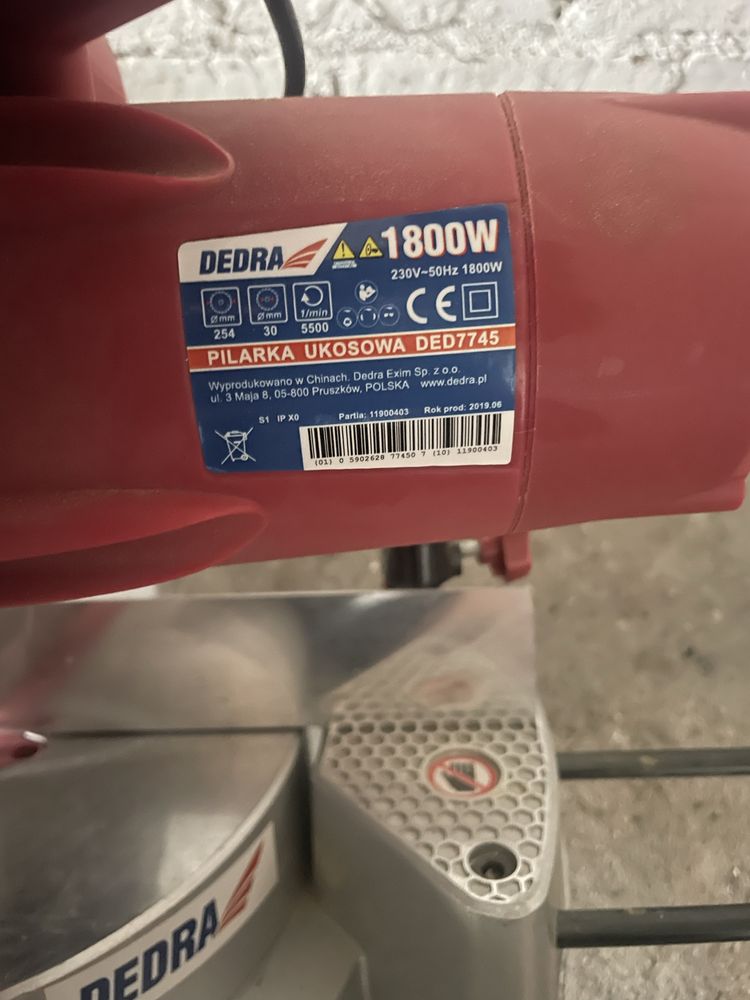 DEDRA 1800W
230V~50Hz 1800W
Ømm Ømm 1/min
254 30 5500
CE
PILARKA UKOSOWA DED7745
Wyprodukowano w Chinach. Dedra Exim Sp. z o.o.
ul. 3 Maja 8, 05-800 Pruszków, POLSKA www.dedra.pl
S1 IP X0 Partia: 11900403 Rok prod: 2019.06
(01) 0 5902628 77450 7 (10) 11900403
DEDRA